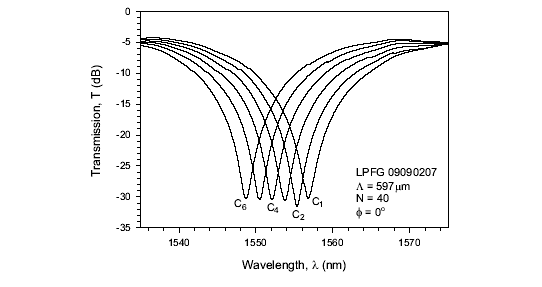 0
-5
-10
-15
-20
-25
-30
-35
Transmission, T (dB)
C6 C4 C2 C1
LPFG 09090207
Λ = 597 μm
N = 40
ϕ = 0°
1540 1550 1560 1570
Wavelength, λ (nm)